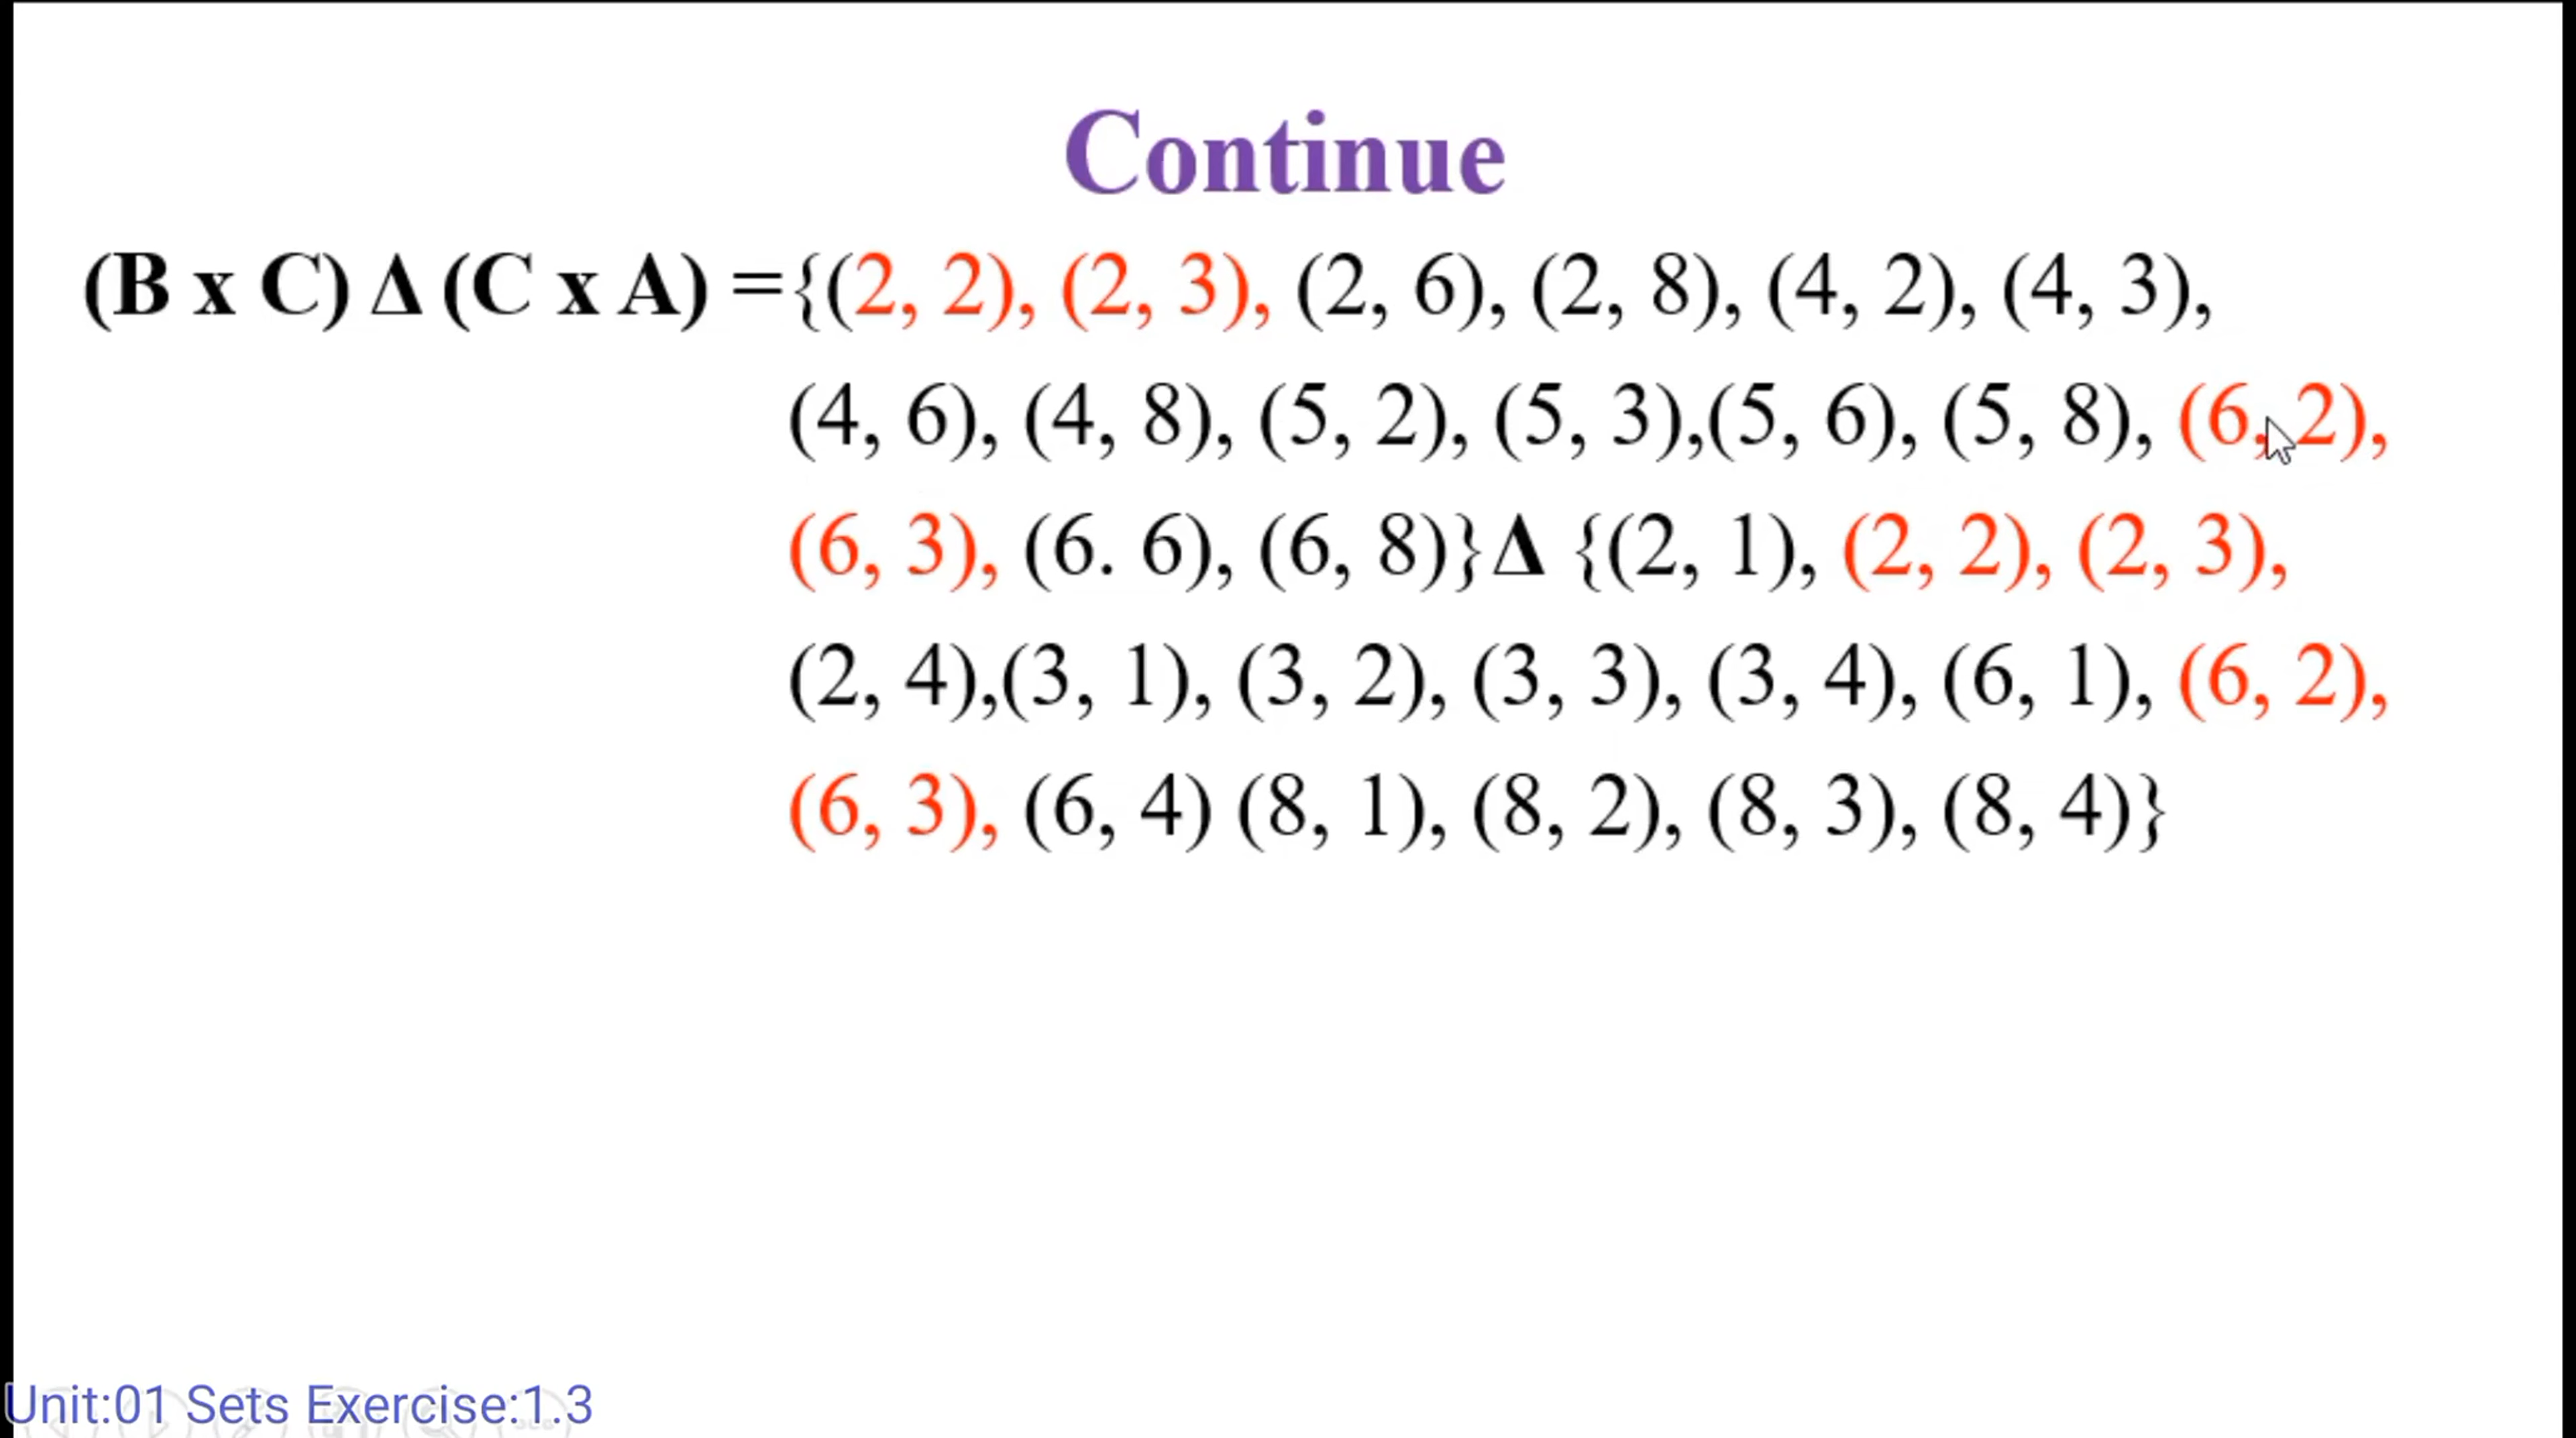 Continue
(B x C) Δ (C x A) ={(2, 2), (2, 3), (2, 6), (2, 8), (4, 2), (4, 3),
(4, 6), (4, 8), (5, 2), (5, 3),(5, 6), (5, 8), (6, 2),
(6, 3), (6. 6), (6, 8)}Δ {(2, 1), (2, 2), (2, 3),
(2, 4),(3, 1), (3, 2), (3, 3), (3, 4), (6, 1), (6, 2),
(6, 3), (6, 4) (8, 1), (8, 2), (8, 3), (8, 4)}
Unit:01 Sets Exercise:1.3